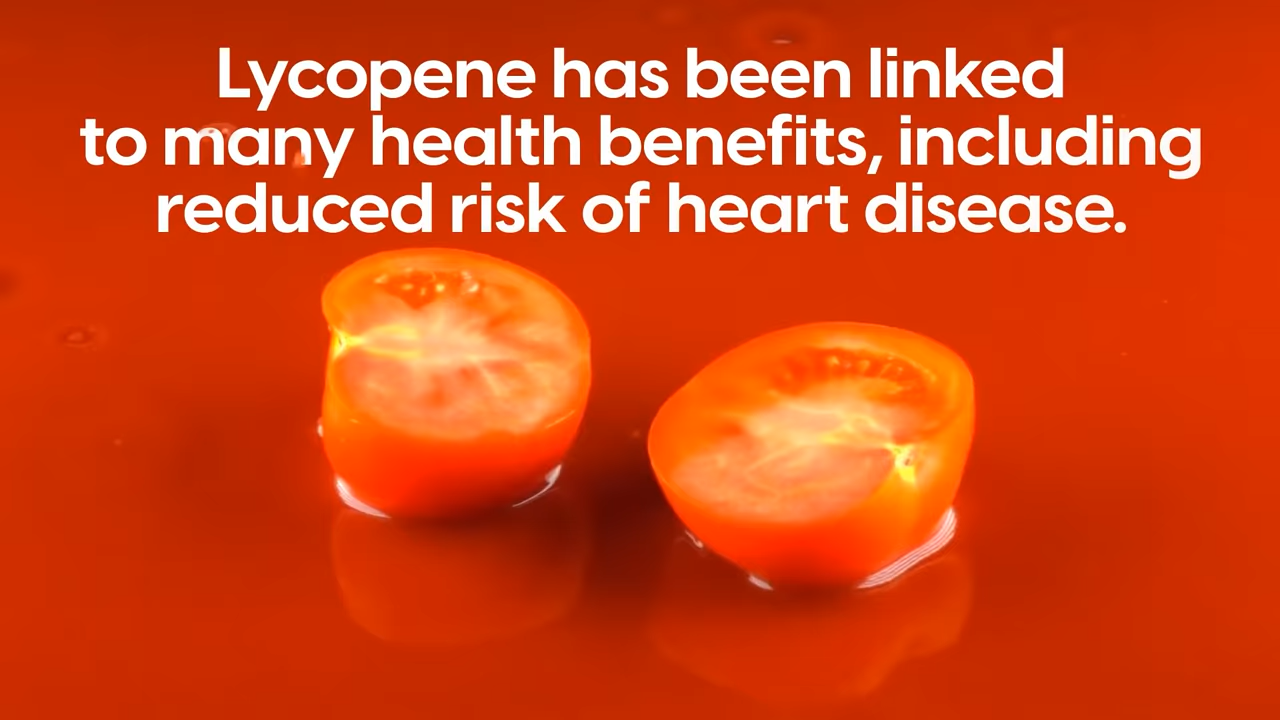 Lycopene has been linked
to many health benefits, including
reduced risk of heart disease.